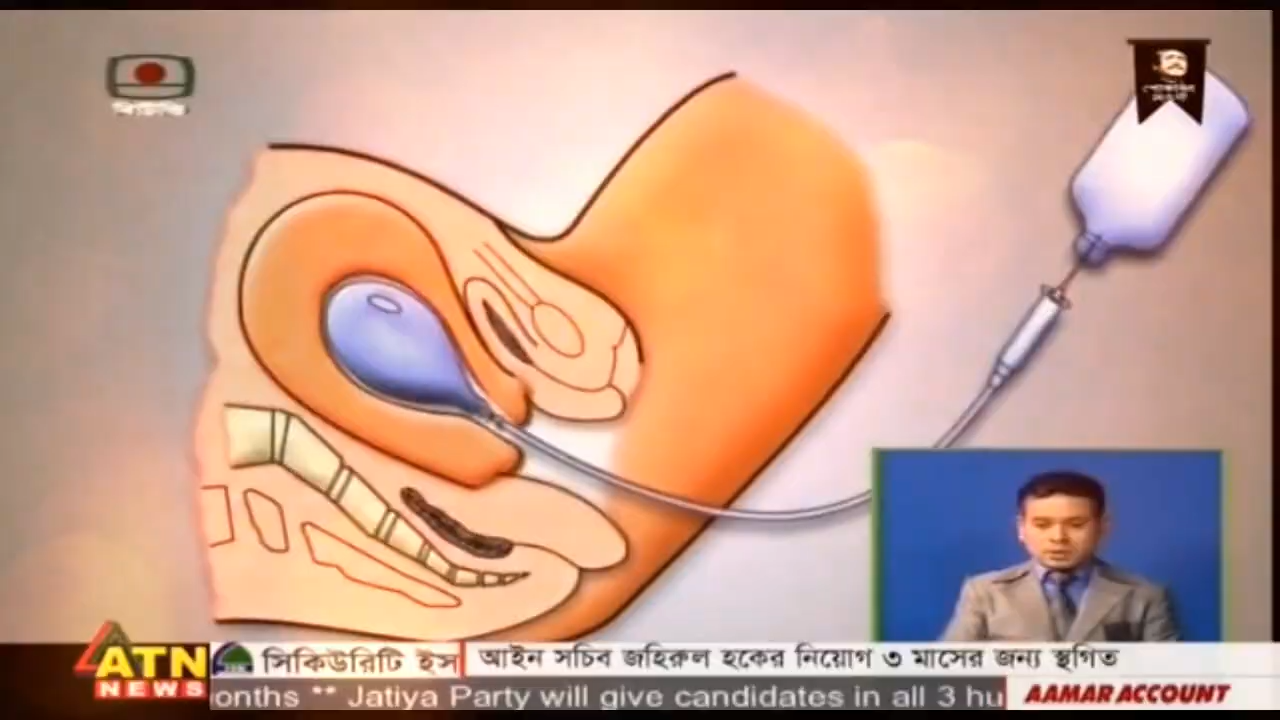 বিটিভি
শোকাবহ
ATN
NEWS
সিকিউরিটি ইস
আইন সচিব জহিরুল হকের নিয়োগ ৩ মাসের জন্য স্থগিত
onths ** Jatiya Party will give candidates in all 3 hu
AAMAR ACCOUNT